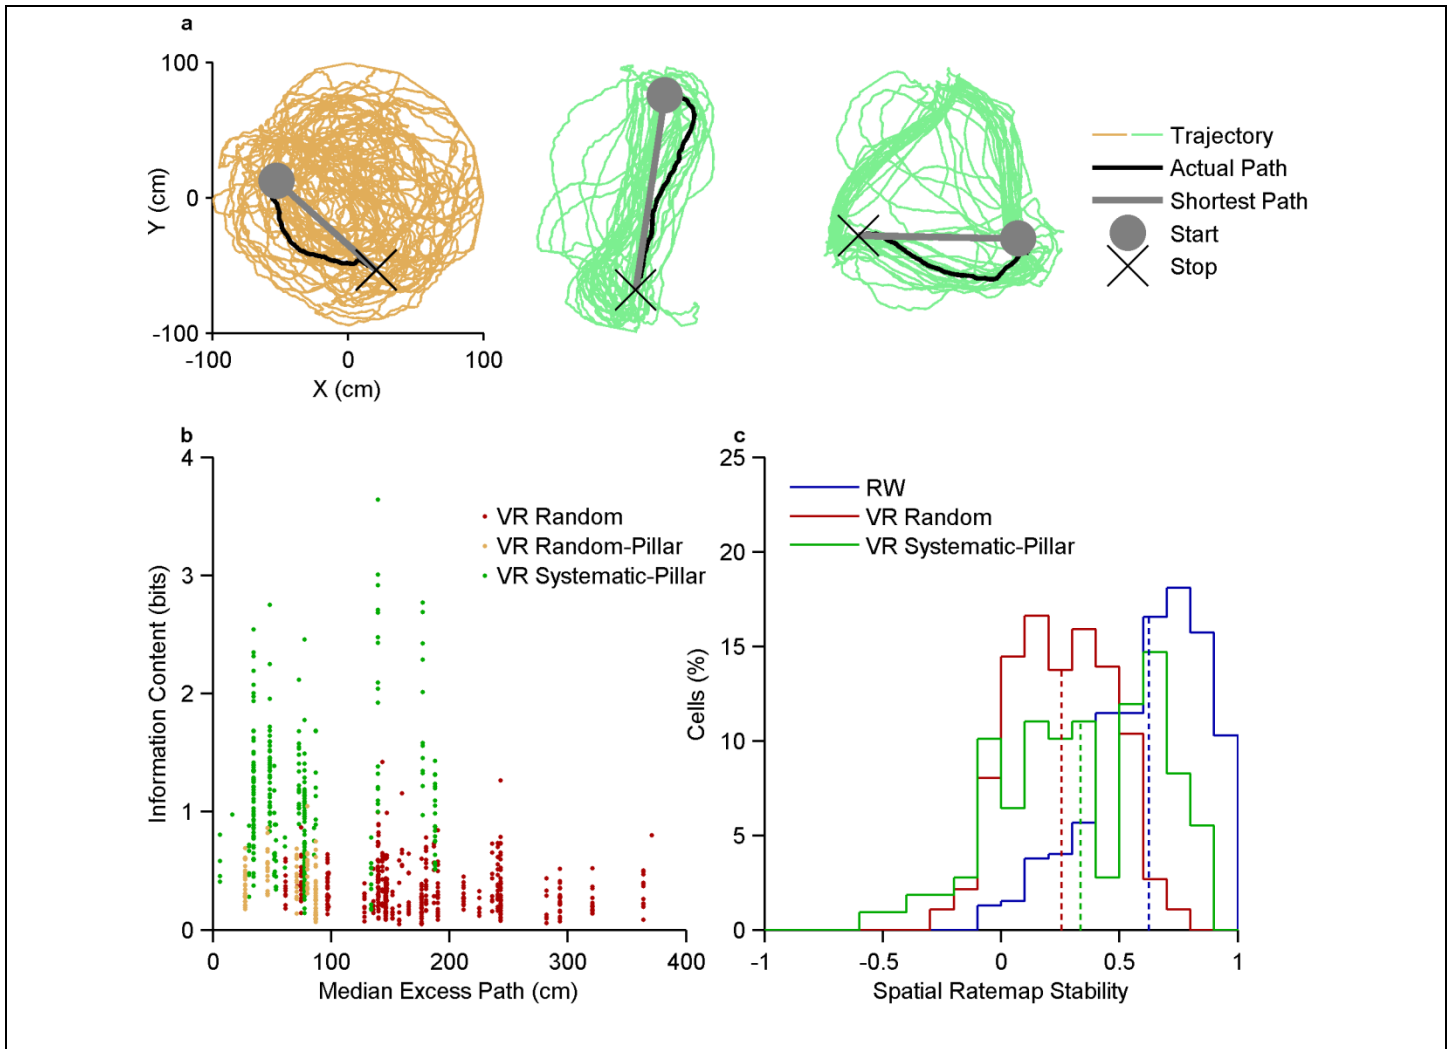 a
100
0
-100
Y (cm)
-100
0
100
X (cm)
Trajectory
Actual Path
Shortest Path
Start
Stop
b
4
3
2
1
0
Information Content (bits)
VR Random
VR Random-Pillar
VR Systematic-Pillar
0
100
200
300
400
Median Excess Path (cm)
c
25
20
15
10
5
0
Cells (%)
RW
VR Random
VR Systematic-Pillar
-1
-0.5
0
0.5
1
Spatial Ratemap Stability